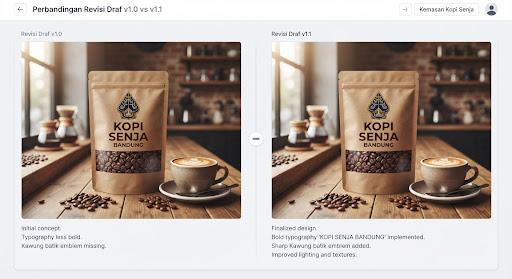 Perbandingan Revisi Draf v1.0 vs v1.1
Kemasan Kopi Senja
Revisi Draf v1.0
KOPI
SENJA
BANDUNG
Initial concept.
Typography less bold.
Kawung batik emblem missing.
Revisi Draf v1.1
KOPI
SENJA
BANDUNG
Finalized design.
Bold typography 'KOPI SENJA BANDUNG' implemented.
Sharp Kawung batik emblem added.
Improved lighting and textures.